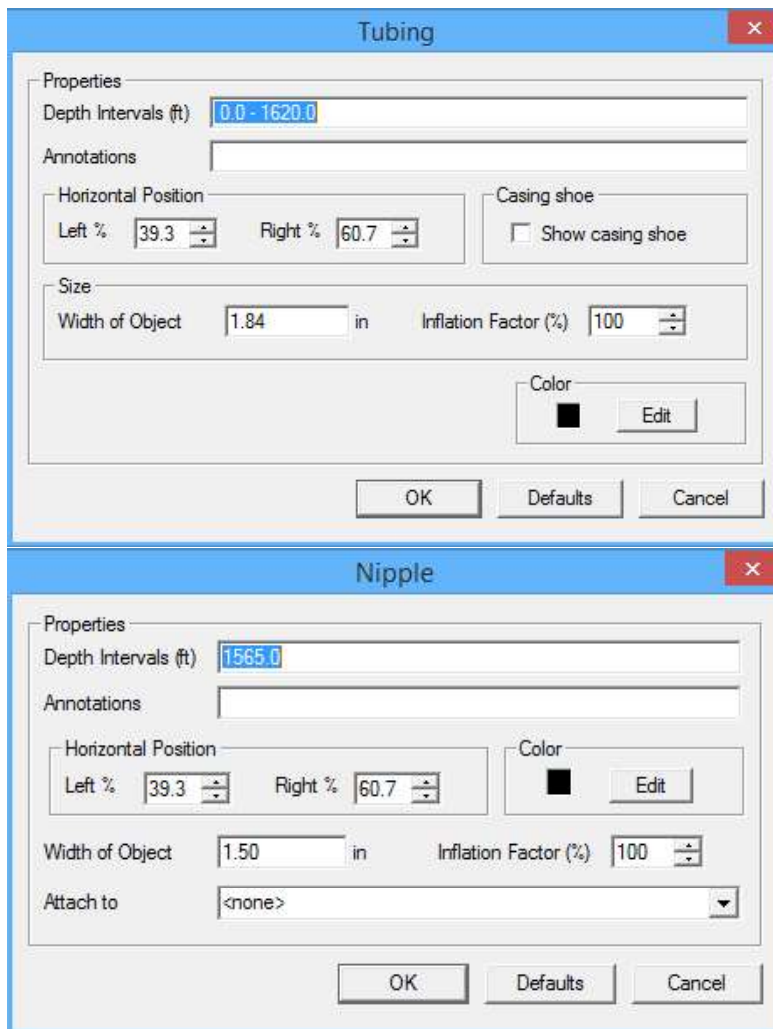 Tubing
Properties
Depth Intervals (ft) 0.0 - 1620.0
Annotations
Horizontal Position Casing shoe
Left % 39.3 Right % 60.7 Show casing shoe
Size
Width of Object 1.84 in Inflation Factor (%) 100
Color
Edit
OK Defaults Cancel
Nipple
Properties
Depth Intervals (ft) 1565.0
Annotations
Horizontal Position Color
Left % 39.3 Right % 60.7 Edit
Width of Object 1.50 in Inflation Factor (%) 100
Attach to <none>
OK Defaults Cancel